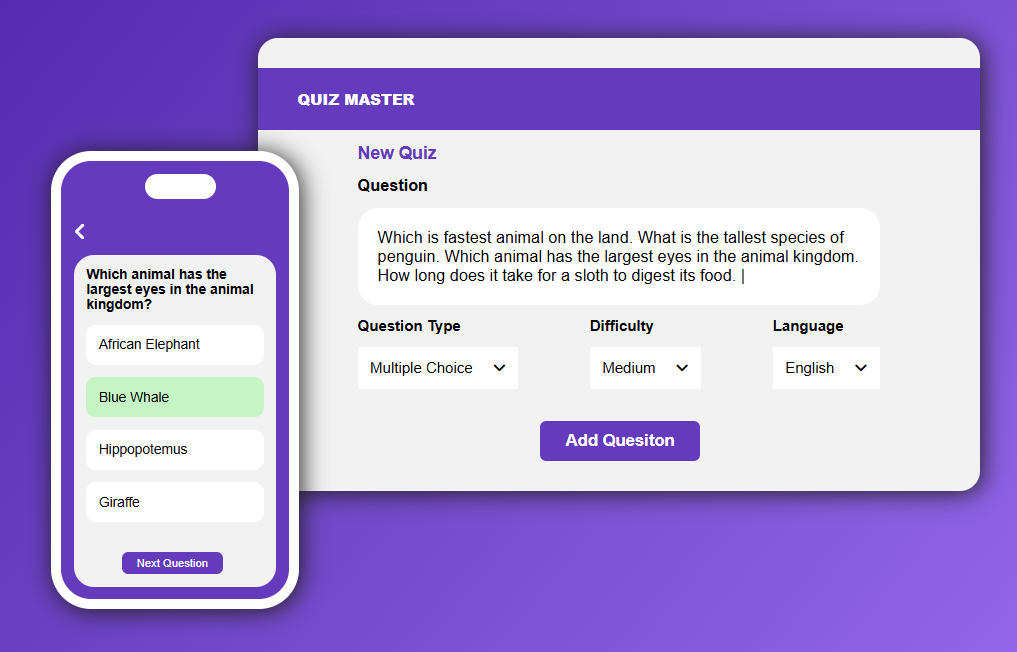 QUIZ MASTER
New Quiz
Question
Which is fastest animal on the land. What is the tallest species of
penguin. Which animal has the largest eyes in the animal kingdom.
How long does it take for a sloth to digest its food. |
Question Type
Difficulty
Language
Multiple Choice
Medium
English
Add Quesiton
Which animal has the
largest eyes in the animal
kingdom?
African Elephant
Blue Whale
Hippopotemus
Giraffe
Next Question